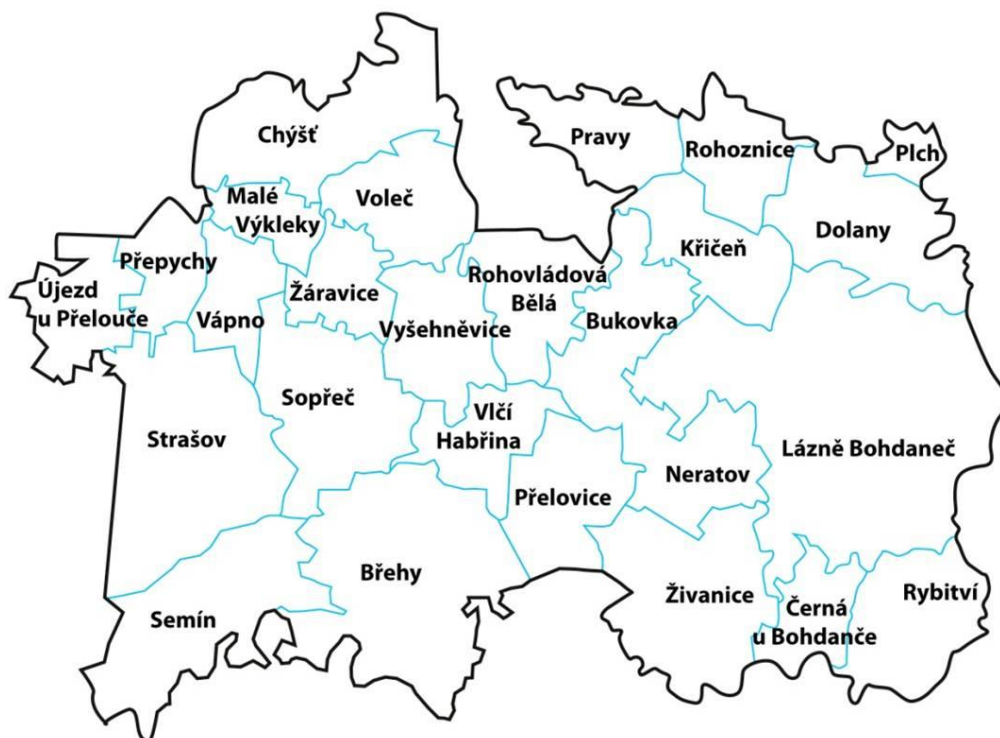 Chýšť
Pravy
Rohoznice
Plch
Malé
Výkleky
Voleč
Dolany
Křičeň
Přepychy
Rohovládová
Bělá
Újezd
u Přelouče
Žáravice
Vápno
Vyšehněvice
Bukovka
Sopřeč
Vlčí
Habřina
Strašov
Lázně Bohdaneč
Neratov
Přelovice
Břehy
Živanice
Rybitví
Semín
Černá
u Bohdanče